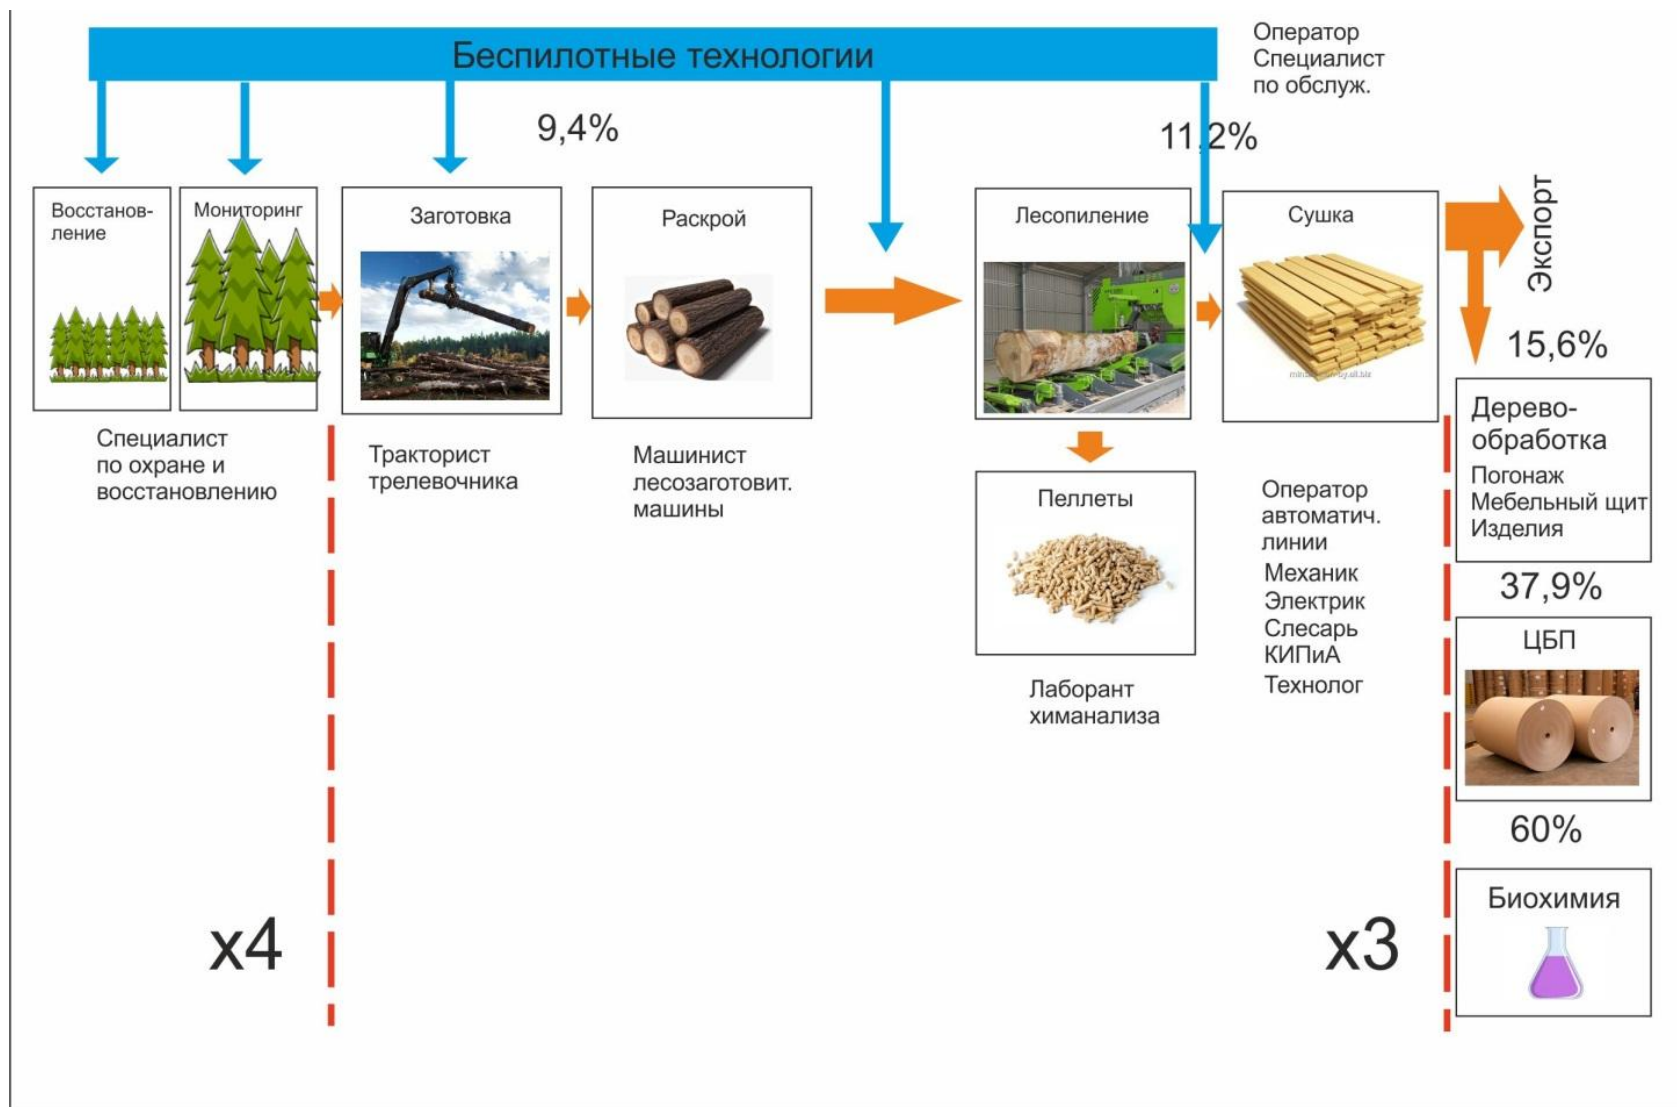 Беспилотные технологии
Оператор
Специалист
по обслуж.
9,4%
11,2%
Восстанов-
ление
Мониторинг
Заготовка
Раскрой
Лесопиление
Сушка
Экспорт
15,6%
Специалист
по охране и
восстановлению
Тракторист
трелевочника
Машинист
лесозаготовит.
машины
Пеллеты
Лаборант
химанализа
Оператор
автоматич.
линии
Механик
Электрик
Слесарь
КИПиА
Технолог
Дерево-
обработка
Погонаж
Мебельный щит
Изделия
37,9%
ЦБП
60%
Биохимия
x4
x3